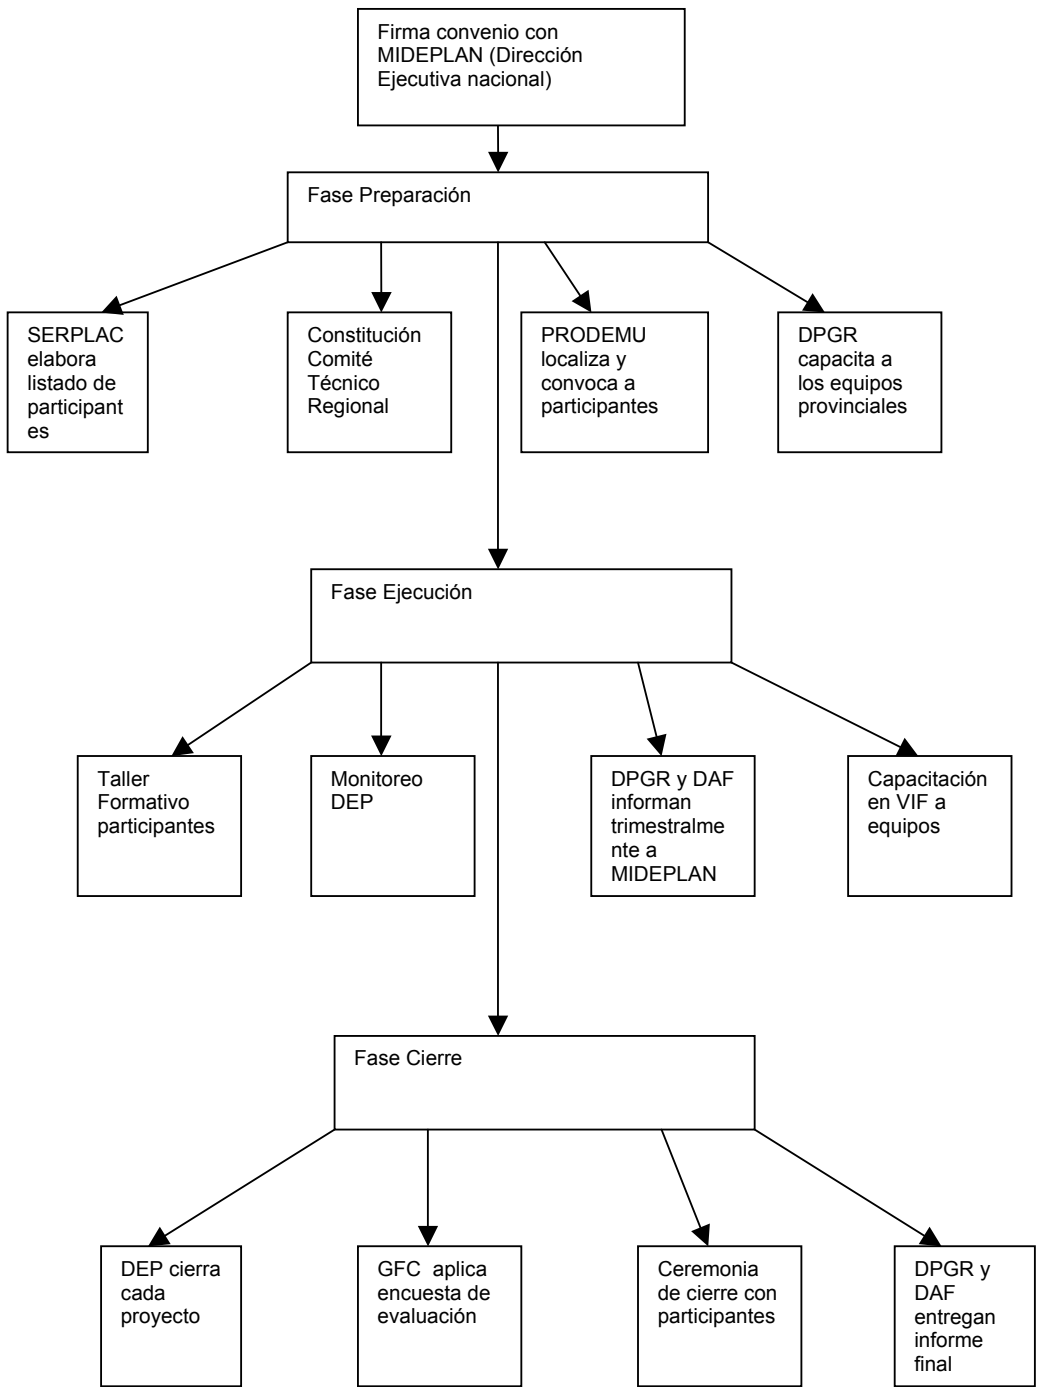 Firma convenio con
MIDEPLAN (Dirección
Ejecutiva nacional)
Fase Preparación
SERPLAC
elabora
listado de
participant
es
Constitución
Comité
Técnico
Regional
PRODEMU
localiza y
convoca a
participantes
DPGR
capacita a
los equipos
provinciales
Fase Ejecución
Taller
Formativo
participantes
Monitoreo
DEP
DPGR y DAF
informan
trimestralme
nte a
MIDEPLAN
Capacitación
en VIF a
equipos
Fase Cierre
DEP cierra
cada
proyecto
GFC aplica
encuesta de
evaluación
Ceremonia
de cierre con
participantes
DPGR y
DAF
entregan
informe
final